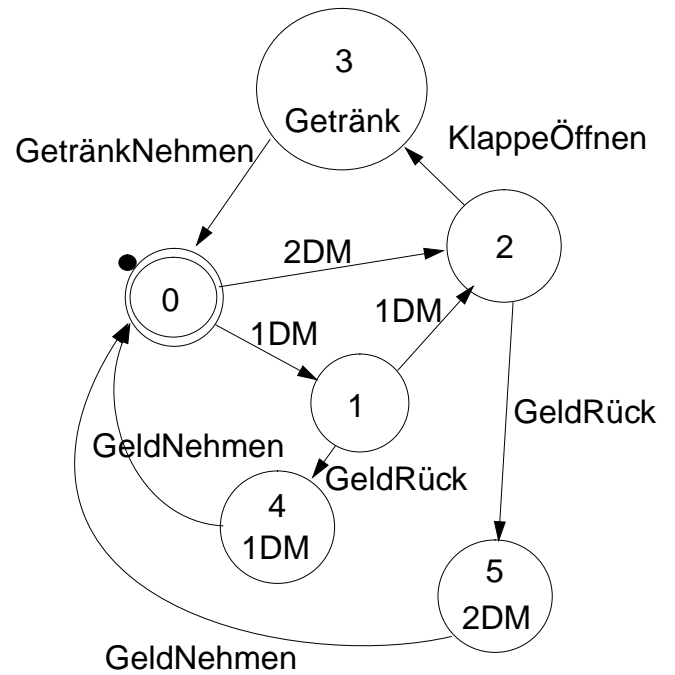 3
Getränk
KlappeÖffnen
GetränkNehmen
2DM
2
0
1DM
1DM
1
GeldRück
GeldNehmen
GeldRück
4
1DM
5
2DM
GeldNehmen